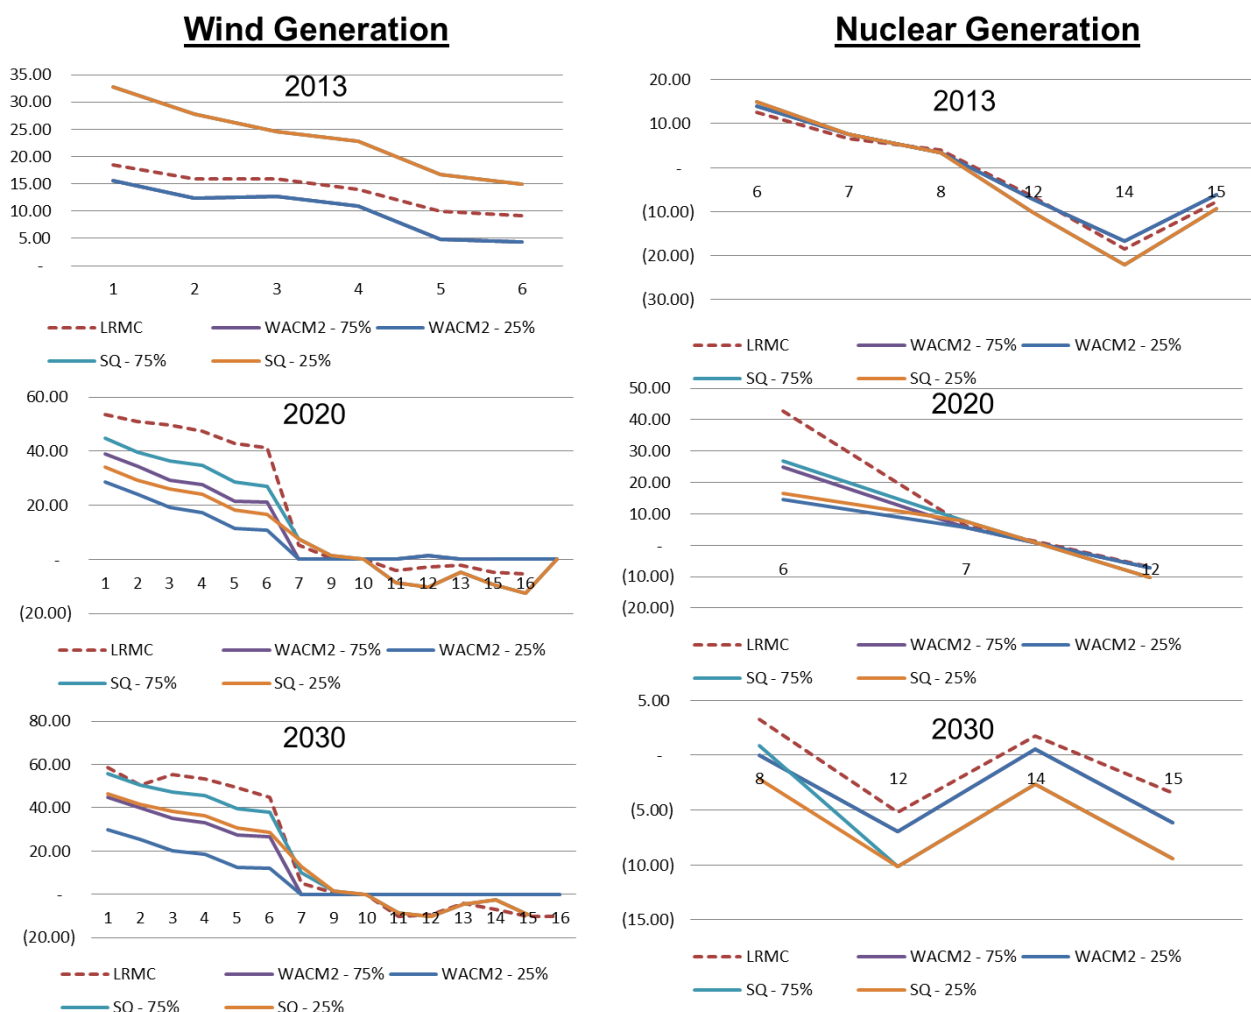 Wind Generation
2013
35.00
30.00
25.00
20.00
15.00
10.00
5.00
-
1 2 3 4 5 6
LRMC WACM2 - 75% WACM2 - 25%
SQ - 75% SQ - 25%
2020
60.00
40.00
20.00
-
(20.00)
1 2 3 4 5 6 7 9 10 11 12 13 15 16
LRMC WACM2 - 75% WACM2 - 25%
SQ - 75% SQ - 25%
2030
80.00
60.00
40.00
20.00
-
(20.00)
1 2 3 4 5 6 7 9 10 11 12 13 14 15 16
LRMC WACM2 - 75% WACM2 - 25%
SQ - 75% SQ - 25%
Nuclear Generation
2013
20.00
10.00
-
(10.00)
(20.00)
(30.00)
6 7 8 12 14 15
LRMC WACM2 - 75% WACM2 - 25%
SQ - 75% SQ - 25%
2020
50.00
40.00
30.00
20.00
10.00
-
(10.00)
(20.00)
6 7 12
LRMC WACM2 - 75% WACM2 - 25%
SQ - 75% SQ - 25%
2030
5.00
-
(5.00)
(10.00)
(15.00)
8 12 14 15
LRMC WACM2 - 75% WACM2 - 25%
SQ - 75% SQ - 25%